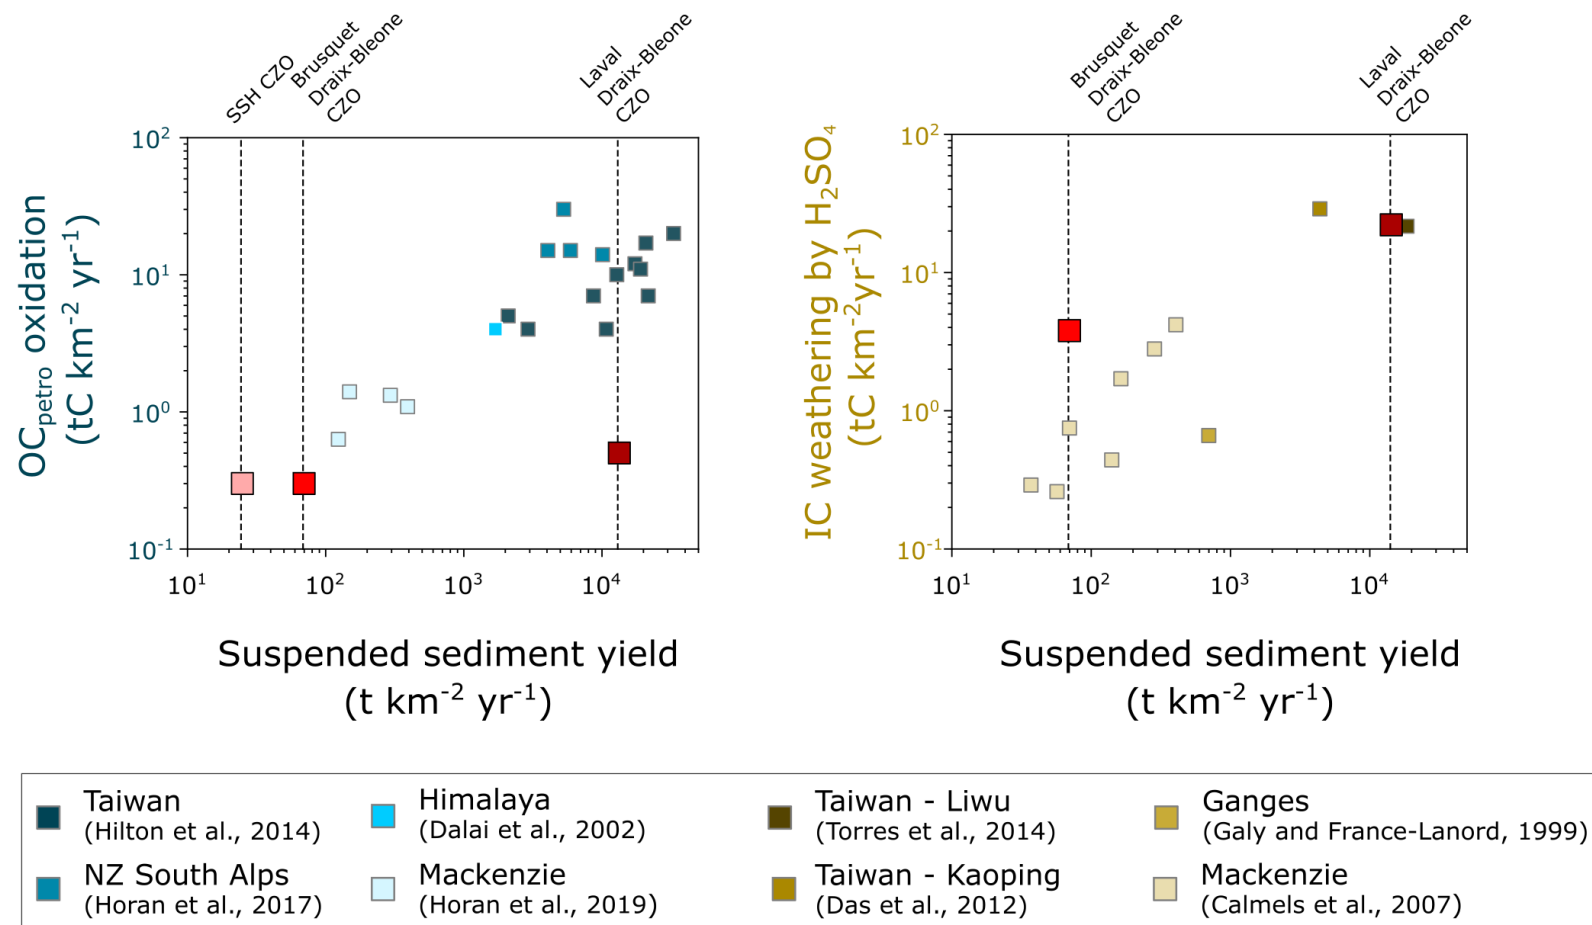 SSH CZO
Brusquet
Draix-Bleone
CZO
Laval
Draix-Bleone
CZO
OCpetro oxidation
(tC km-2 yr-1)
10²
10¹
10⁰
10-1
10¹
10²
10³
10⁴
Suspended sediment yield
(t km-2 yr-1)
Brusquet
Draix-Bleone
CZO
Laval
Draix-Bleone
CZO
IC weathering by H₂SO₄
(tC km-2yr-1)
10²
10¹
10⁰
10-1
10¹
10²
10³
10⁴
Suspended sediment yield
(t km-2 yr-1)
Taiwan
(Hilton et al., 2014)
NZ South Alps
(Horan et al., 2017)
Himalaya
(Dalai et al., 2002)
Mackenzie
(Horan et al., 2019)
Taiwan - Liwu
(Torres et al., 2014)
Taiwan - Kaoping
(Das et al., 2012)
Ganges
(Galy and France-Lanord, 1999)
Mackenzie
(Calmels et al., 2007)